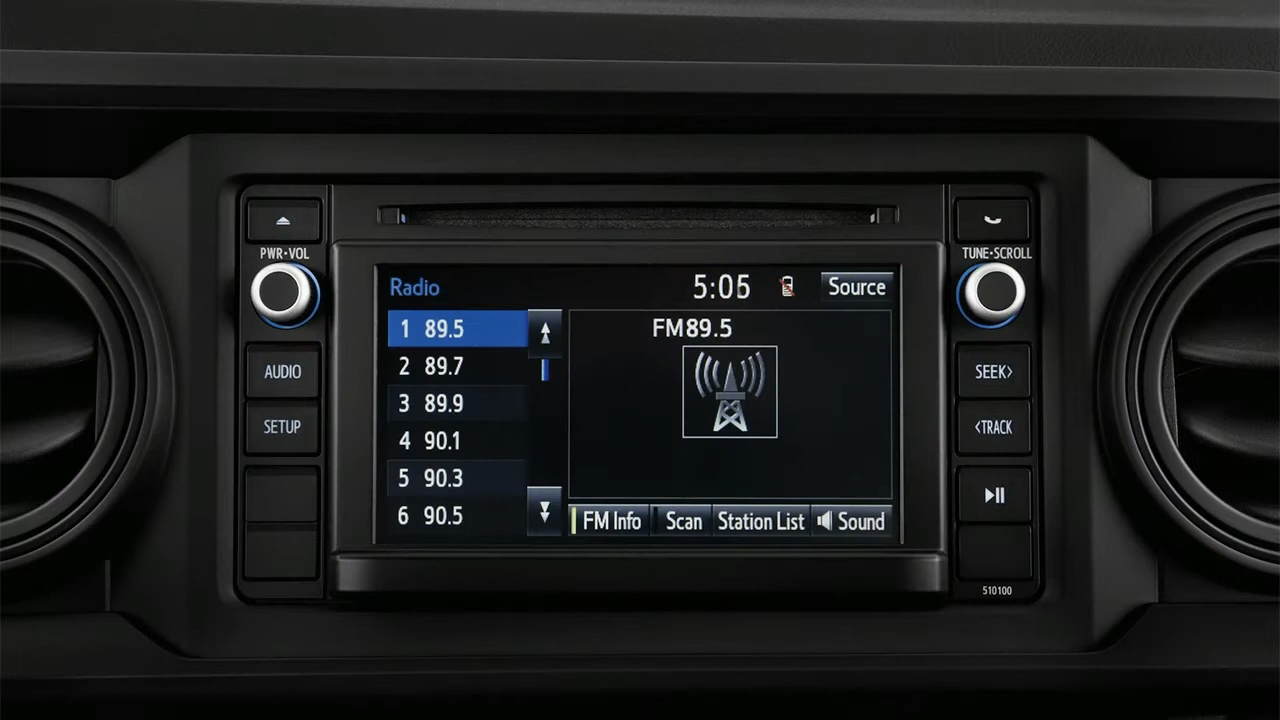 PWR•VOL
TUNE•SCROLL
Radio 5:05 Source
1 89.5
2 89.7
3 89.9
4 90.1
5 90.3
6 90.5
FM89.5
FM Info Scan Station List Sound
AUDIO
SETUP
SEEK>
<TRACK
510100